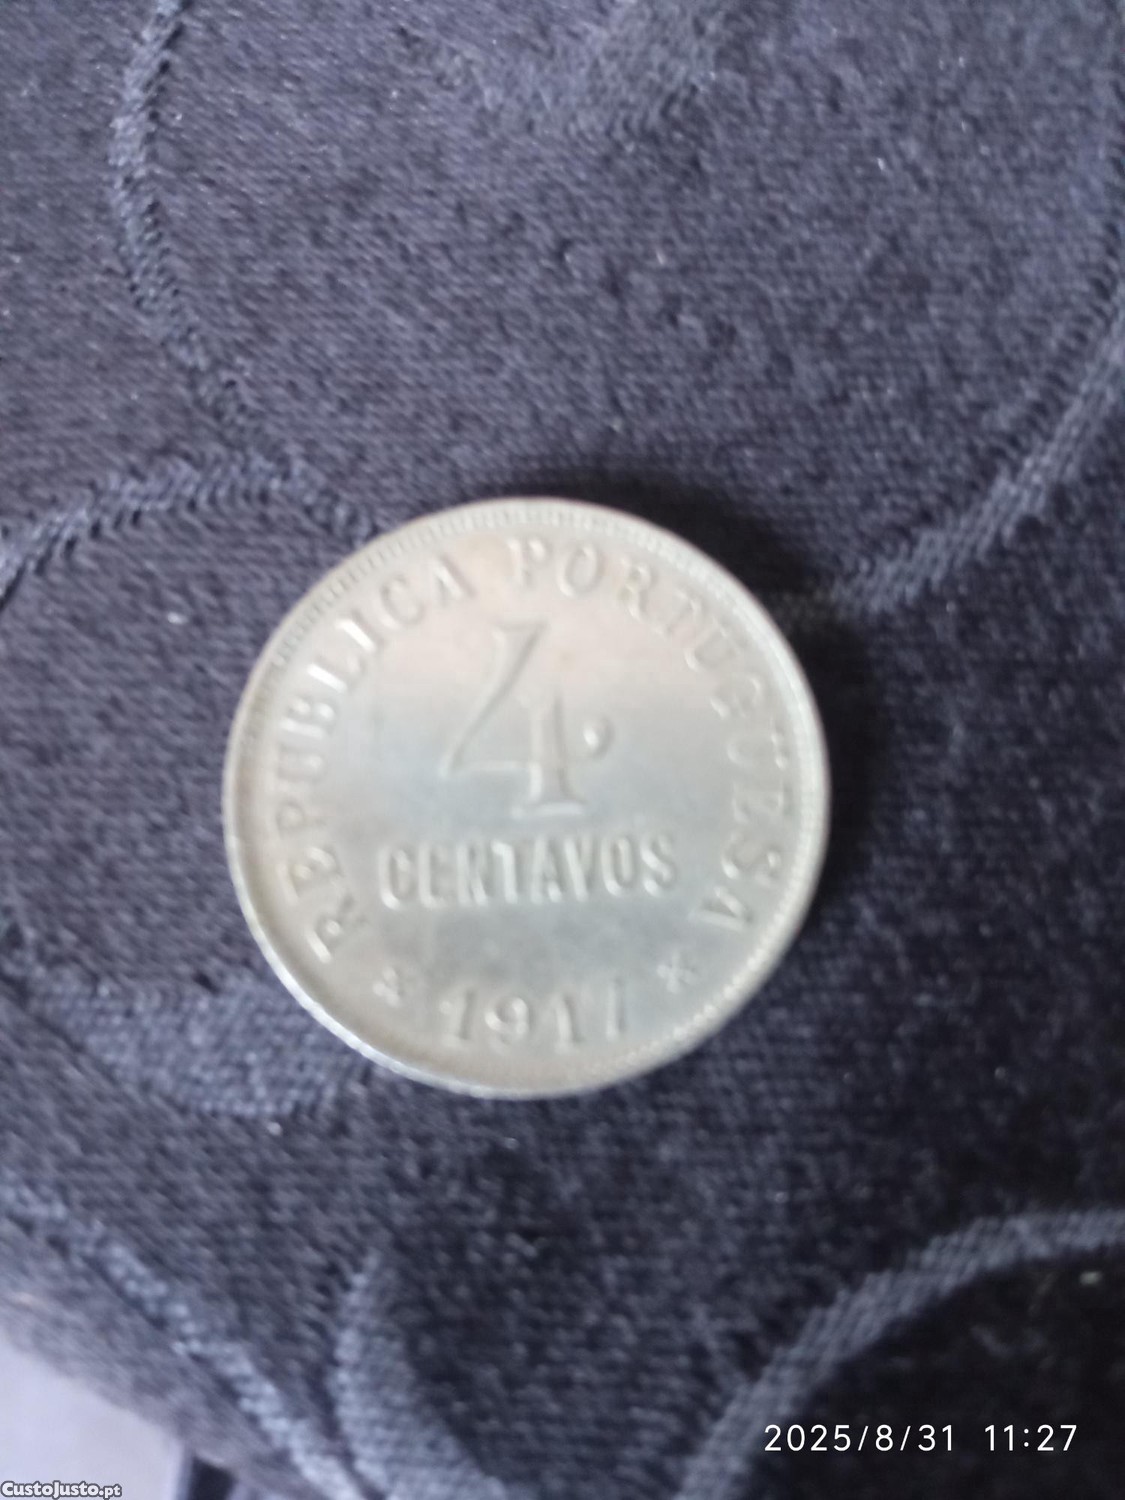 REPUBLICA PORTUGUESA
4.
CENTAVOS
* 1917 *
2025/8/31 11:27
CustoJusto.pt